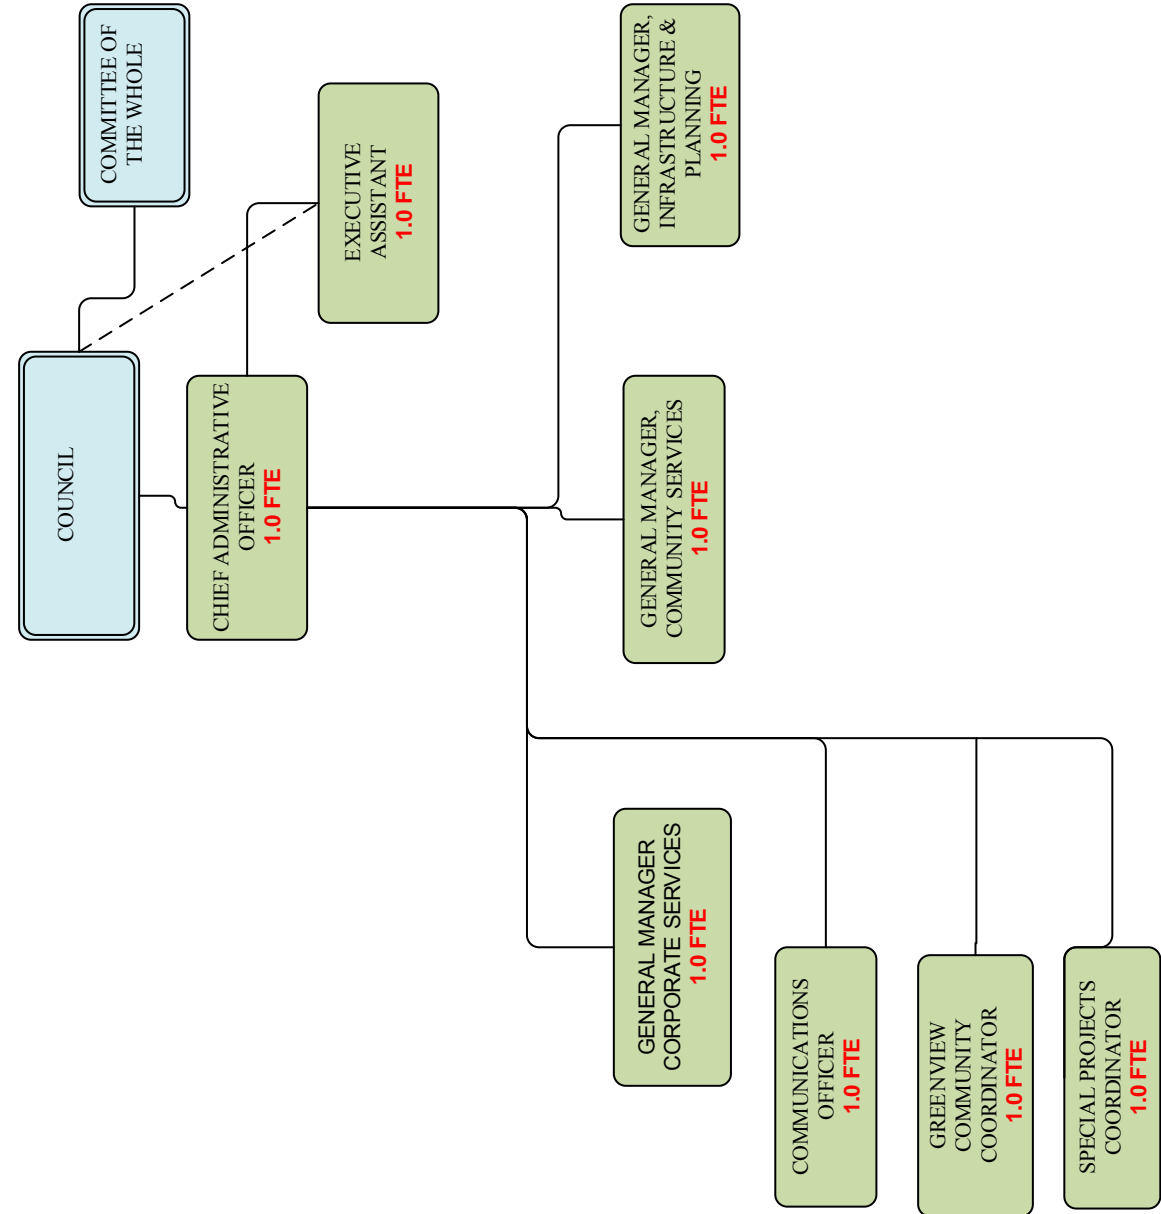 COUNCIL
COMMITTEE OF
THE WHOLE
CHIEF ADMINISTRATIVE
OFFICER
1.0 FTE
EXECUTIVE
ASSISTANT
1.0 FTE
GENERAL MANAGER
CORPORATE SERVICES
1.0 FTE
GENERAL MANAGER,
COMMUNITY SERVICES
1.0 FTE
GENERAL MANAGER,
INFRASTRUCTURE &
PLANNING
1.0 FTE
COMMUNICATIONS
OFFICER
1.0 FTE
GREENVIEW
COMMUNITY
COORDINATOR
1.0 FTE
SPECIAL PROJECTS
COORDINATOR
1.0 FTE